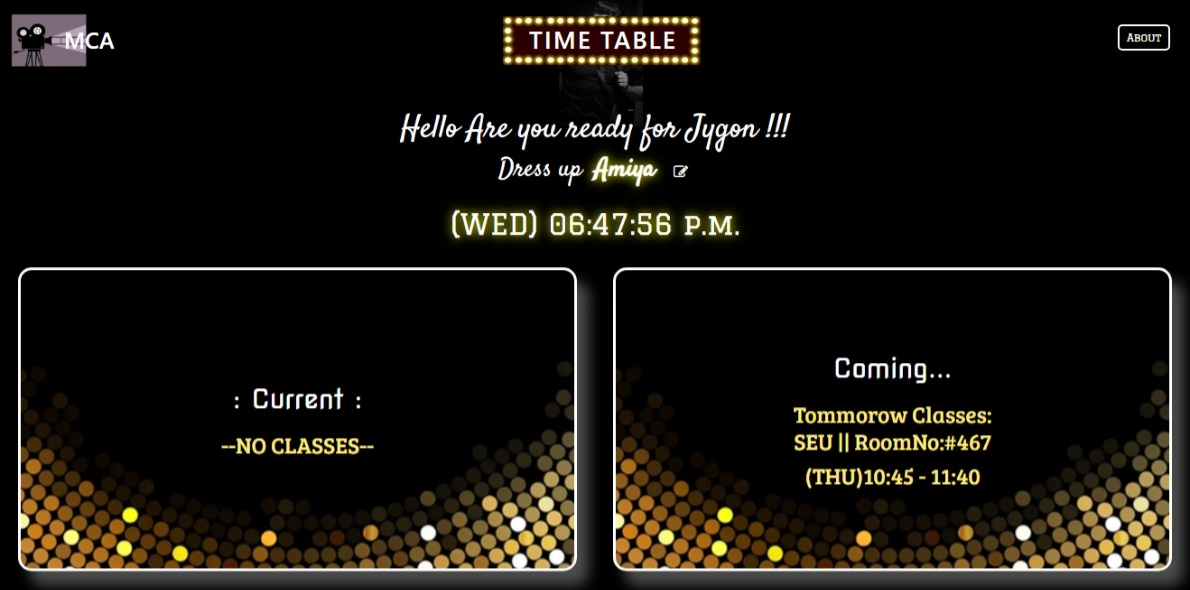 MCA
TIME TABLE
About
Hello Are you ready for Jygon !!!
Dress up Amiya
(WED) 06:47:56 P.M.
: Current :
--NO CLASSES--
Coming...
Tommorow Classes:
SEU || RoomNo:#467
(THU)10:45 - 11:40